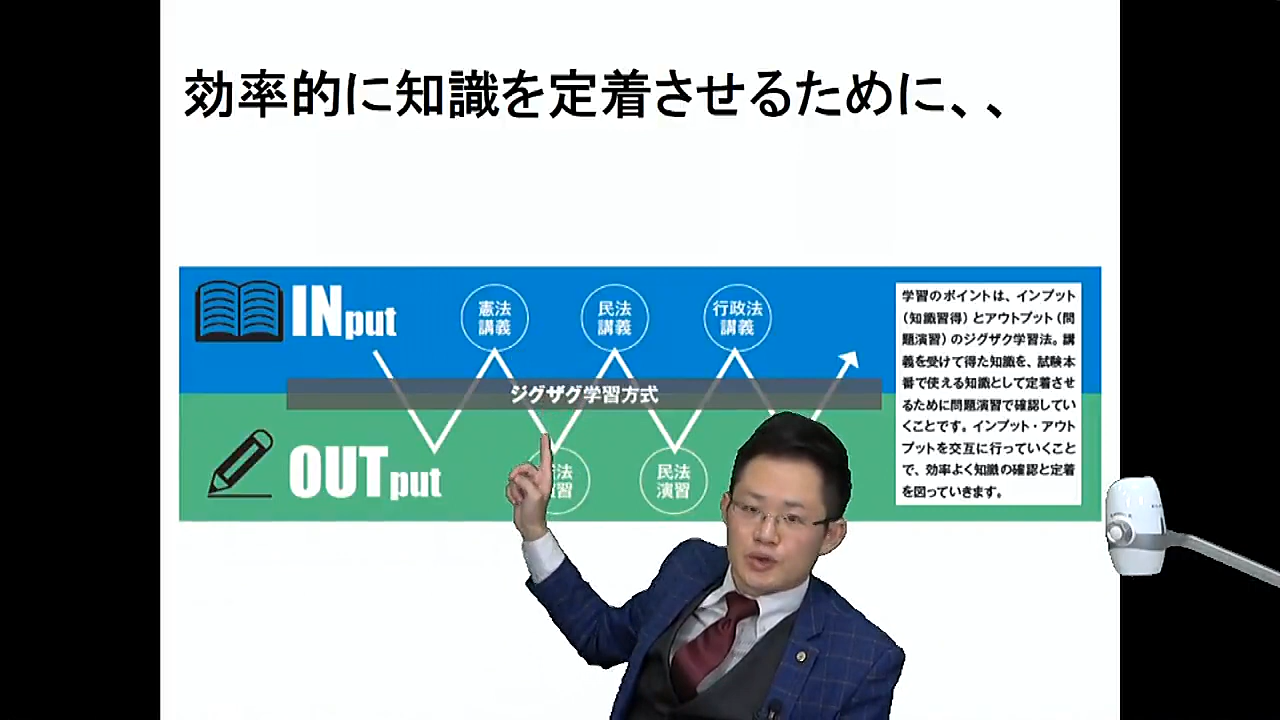 効率的に知識を定着させるために、、
INput
憲法
講義
民法
講義
行政法
講義
ジグザグ学習方式
OUTput
法
習
民法
演習
学習のポイントは、インプット
（知識習得）とアウトプット（問
題演習）のジグザク学習法。講
義を受けて得た知識を、試験本
番で使える知識として定着させ
るために問題演習で確認してい
くことです。インプット・アウト
プットを交互に行っていくこと
で、効率よく知識の確認と定着
を図っていきます。